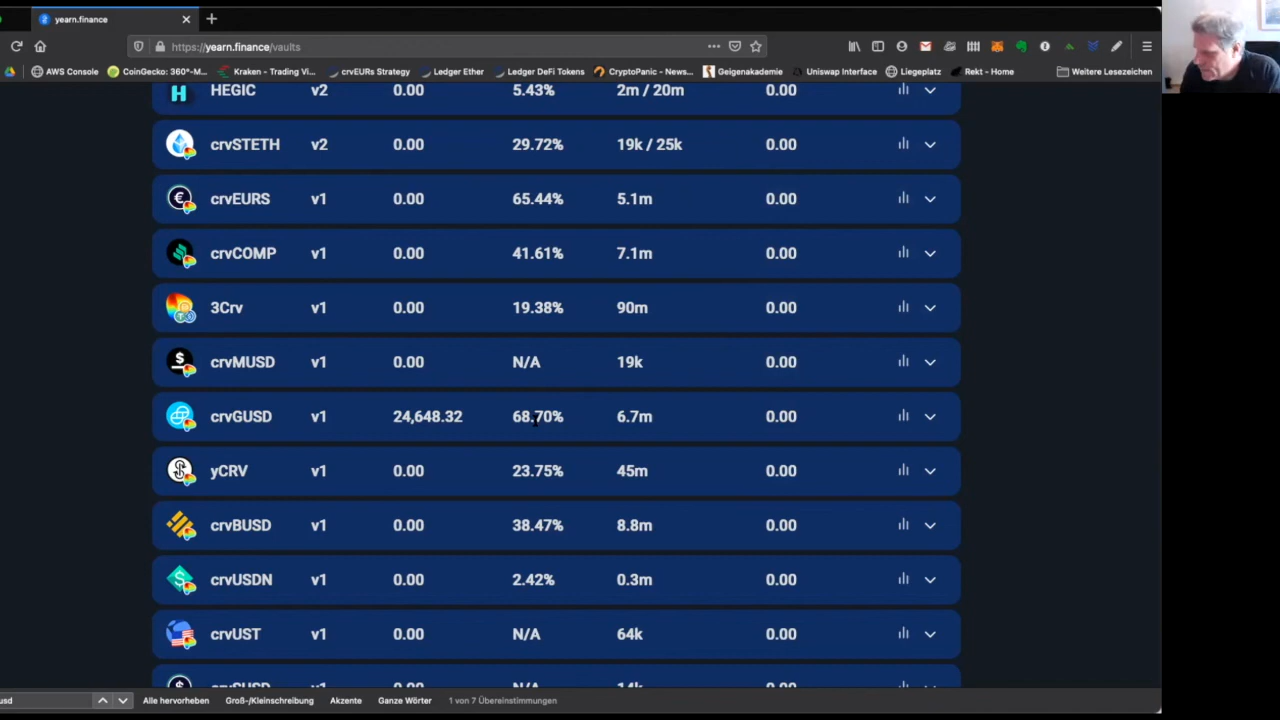 yearn.finance
https://yearn.finance/vaults
AWS Console CoinGecko: 360°-M... Kraken - Trading Vi... crvEURs Strategy Ledger Ether Ledger DeFi Tokens CryptoPanic - News... Geigenakademie Uniswap Interface Liegeplatz Rekt - Home Weitere Lesezeichen
HEGIC v2 0.00 5.43% 2m / 20m 0.00
crvSTETH v2 0.00 29.72% 19k / 25k 0.00
crvEURS v1 0.00 65.44% 5.1m 0.00
crvCOMP v1 0.00 41.61% 7.1m 0.00
3Crv v1 0.00 19.38% 90m 0.00
crvMUSD v1 0.00 N/A 19k 0.00
crvGUSD v1 24,648.32 68.70% 6.7m 0.00
yCRV v1 0.00 23.75% 45m 0.00
crvBUSD v1 0.00 38.47% 8.8m 0.00
crvUSDN v1 0.00 2.42% 0.3m 0.00
crvUST v1 0.00 N/A 64k 0.00
usd Alle hervorheben Groß-/Kleinschreibung Akzente Ganze Wörter 1 von 7 Übereinstimmungen